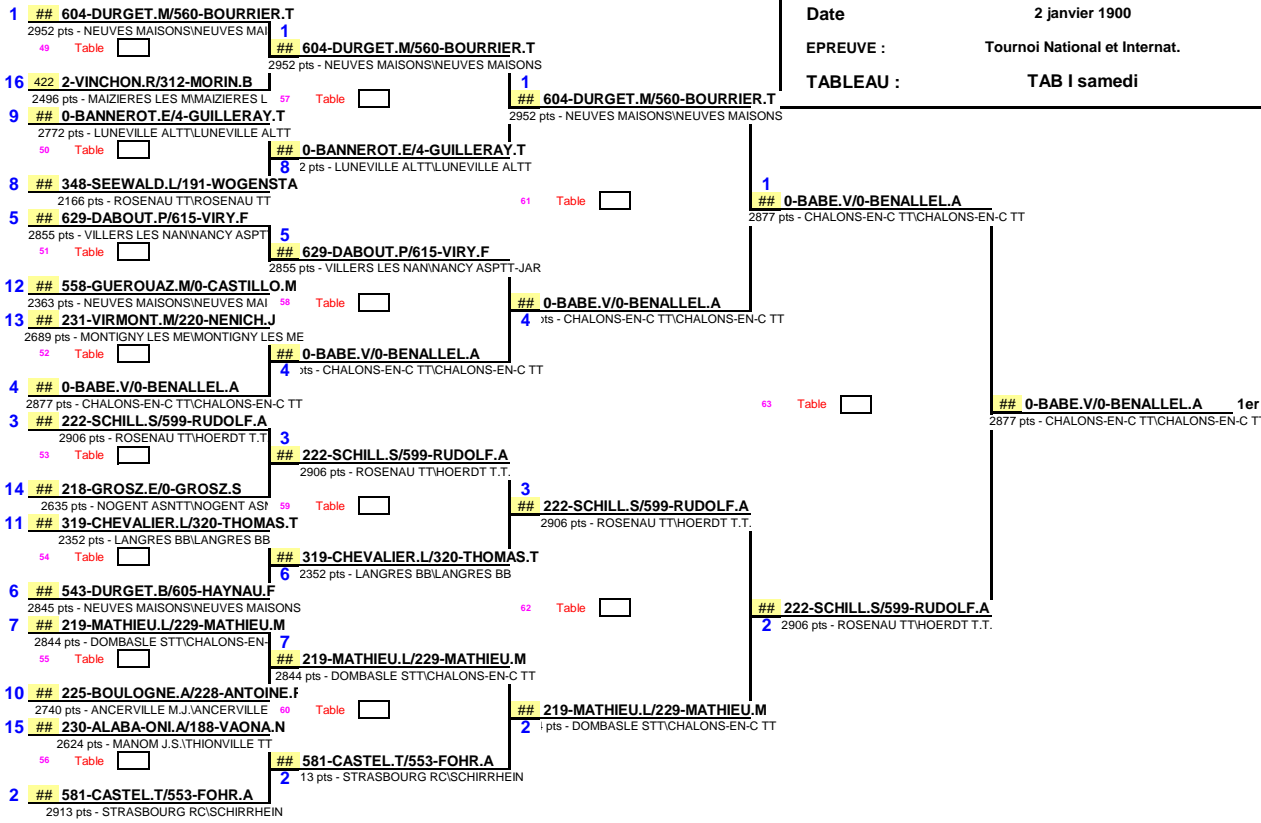 Date 2 janvier 1900
EPREUVE : Tournoi National et Internat.
TABLEAU : TAB I samedi
1 ## 604-DURGET.M/560-BOURRIER.T
2952 pts - NEUVES MAISONS\NEUVES MAI
49 Table
16 422 2-VINCHON.R/312-MORIN.B
2496 pts - MAIZIERES LES M\MAIZIERES L
9 ## 0-BANNEROT.E/4-GUILLERAY.T
2772 pts - LUNEVILLE ALTT\LUNEVILLE ALTT
50 Table
8 ## 348-SEEWALD.L/191-WOGENSTA
2166 pts - ROSENAU TT\ROSENAU TT
5 ## 629-DABOUT.P/615-VIRY.F
2855 pts - VILLERS LES NAN\NANCY ASPT
51 Table
12 ## 558-GUEROUAZ.M/0-CASTILLO.M
2363 pts - NEUVES MAISONS\NEUVES MAI
13 ## 231-VIRMONT.M/220-NENICH.J
2689 pts - MONTIGNY LES ME\MONTIGNY LES ME
52 Table
4 ## 0-BABE.V/0-BENALLEL.A
2877 pts - CHALONS-EN-C TT\CHALONS-EN-C TT
3 ## 222-SCHILL.S/599-RUDOLF.A
2906 pts - ROSENAU TT\HOERDT T.T.
53 Table
14 ## 218-GROSZ.E/0-GROSZ.S
2635 pts - NOGENT ASNTT\NOGENT ASN
11 ## 319-CHEVALIER.L/320-THOMAS.T
2352 pts - LANGRES BB\LANGRES BB
54 Table
6 ## 543-DURGET.B/605-HAYNAU.F
2845 pts - NEUVES MAISONS\NEUVES MAISONS
7 ## 219-MATHIEU.L/229-MATHIEU.M
2844 pts - DOMBASLE STT\CHALONS-EN-
55 Table
10 ## 225-BOULOGNE.A/228-ANTOINE.F
2740 pts - ANCERVILLE M.J.\ANCERVILLE
15 ## 230-ALABA-ONI.A/188-VAONA.N
2624 pts - MANOM J.S.\THIONVILLE TT
56 Table
2 ## 581-CASTEL.T/553-FOHR.A
2913 pts - STRASBOURG RC\SCHIRRHEIN
1
## 604-DURGET.M/560-BOURRIER.T
2952 pts - NEUVES MAISONS\NEUVES MAISONS
57 Table
## 0-BANNEROT.E/4-GUILLERAY.T
8 2 pts - LUNEVILLE ALTT\LUNEVILLE ALTT
5
## 629-DABOUT.P/615-VIRY.F
2855 pts - VILLERS LES NAN\NANCY ASPTT-JAR
58 Table
## 0-BABE.V/0-BENALLEL.A
4 pts - CHALONS-EN-C TT\CHALONS-EN-C TT
3
## 222-SCHILL.S/599-RUDOLF.A
2906 pts - ROSENAU TT\HOERDT T.T.
59 Table
## 319-CHEVALIER.L/320-THOMAS.T
6 2352 pts - LANGRES BB\LANGRES BB
7
## 219-MATHIEU.L/229-MATHIEU.M
2844 pts - DOMBASLE STT\CHALONS-EN-C TT
60 Table
## 581-CASTEL.T/553-FOHR.A
2 13 pts - STRASBOURG RC\SCHIRRHEIN
1
## 604-DURGET.M/560-BOURRIER.T
2952 pts - NEUVES MAISONS\NEUVES MAISONS
61 Table
## 0-BABE.V/0-BENALLEL.A
4 pts - CHALONS-EN-C TT\CHALONS-EN-C TT
3
## 222-SCHILL.S/599-RUDOLF.A
2906 pts - ROSENAU TT\HOERDT T.T.
62 Table
## 219-MATHIEU.L/229-MATHIEU.M
2 pts - DOMBASLE STT\CHALONS-EN-C TT
1
## 0-BABE.V/0-BENALLEL.A
2877 pts - CHALONS-EN-C TT\CHALONS-EN-C TT
63 Table
## 222-SCHILL.S/599-RUDOLF.A
2 2906 pts - ROSENAU TT\HOERDT T.T.
## 0-BABE.V/0-BENALLEL.A 1er
2877 pts - CHALONS-EN-C TT\CHALONS-EN-C T